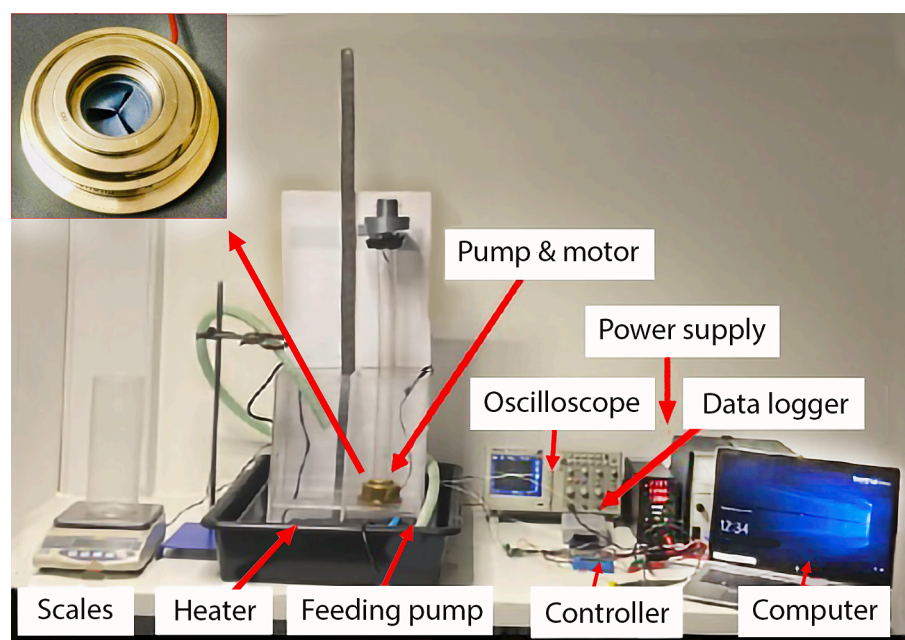 Pump & motor
Power supply
Oscilloscope
Data logger
12:34
Scales
Heater
Feeding pump
Controller
Computer